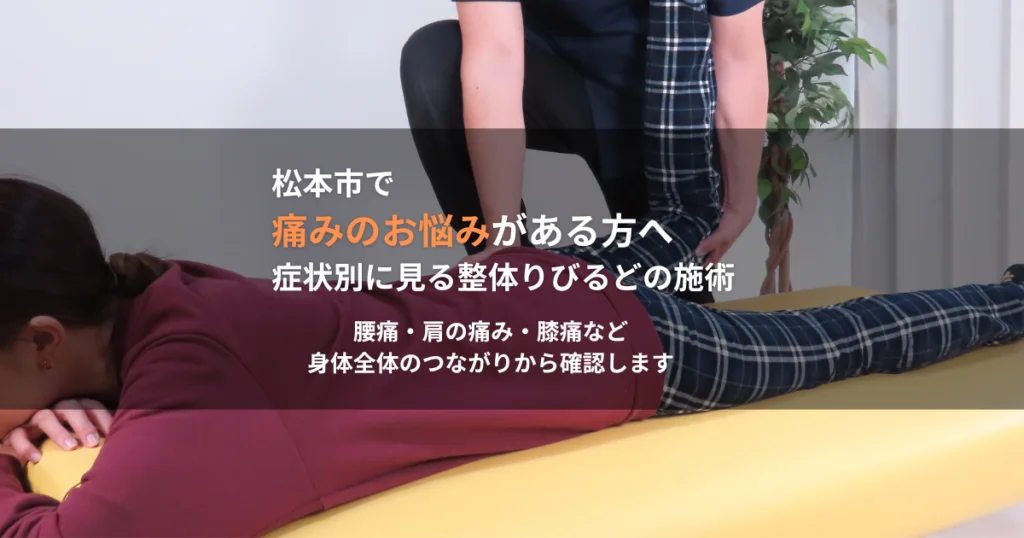 松本市で
痛みのお悩みがある方へ
症状別に見る整体りびるどの施術
腰痛・肩の痛み・膝痛など
身体全体のつながりから確認します